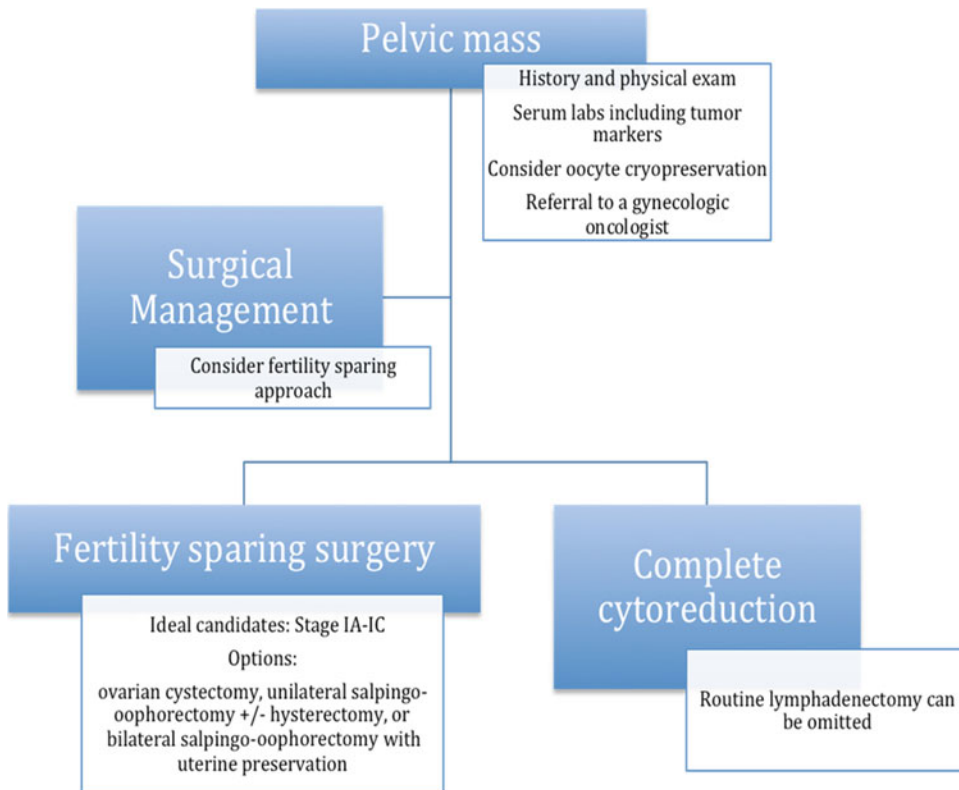 Pelvic mass
History and physical exam
Serum labs including tumor
markers
Consider oocyte cryopreservation
Referral to a gynecologic
oncologist
Surgical
Management
Consider fertility sparing
approach
Fertility sparing surgery
Ideal candidates: Stage IA-IC
Options:
ovarian cystectomy, unilateral salpingo-
oophorectomy +/- hysterectomy, or
bilateral salpingo-oophorectomy with
uterine preservation
Complete
cytoreduction
Routine lymphadenectomy can
be omitted